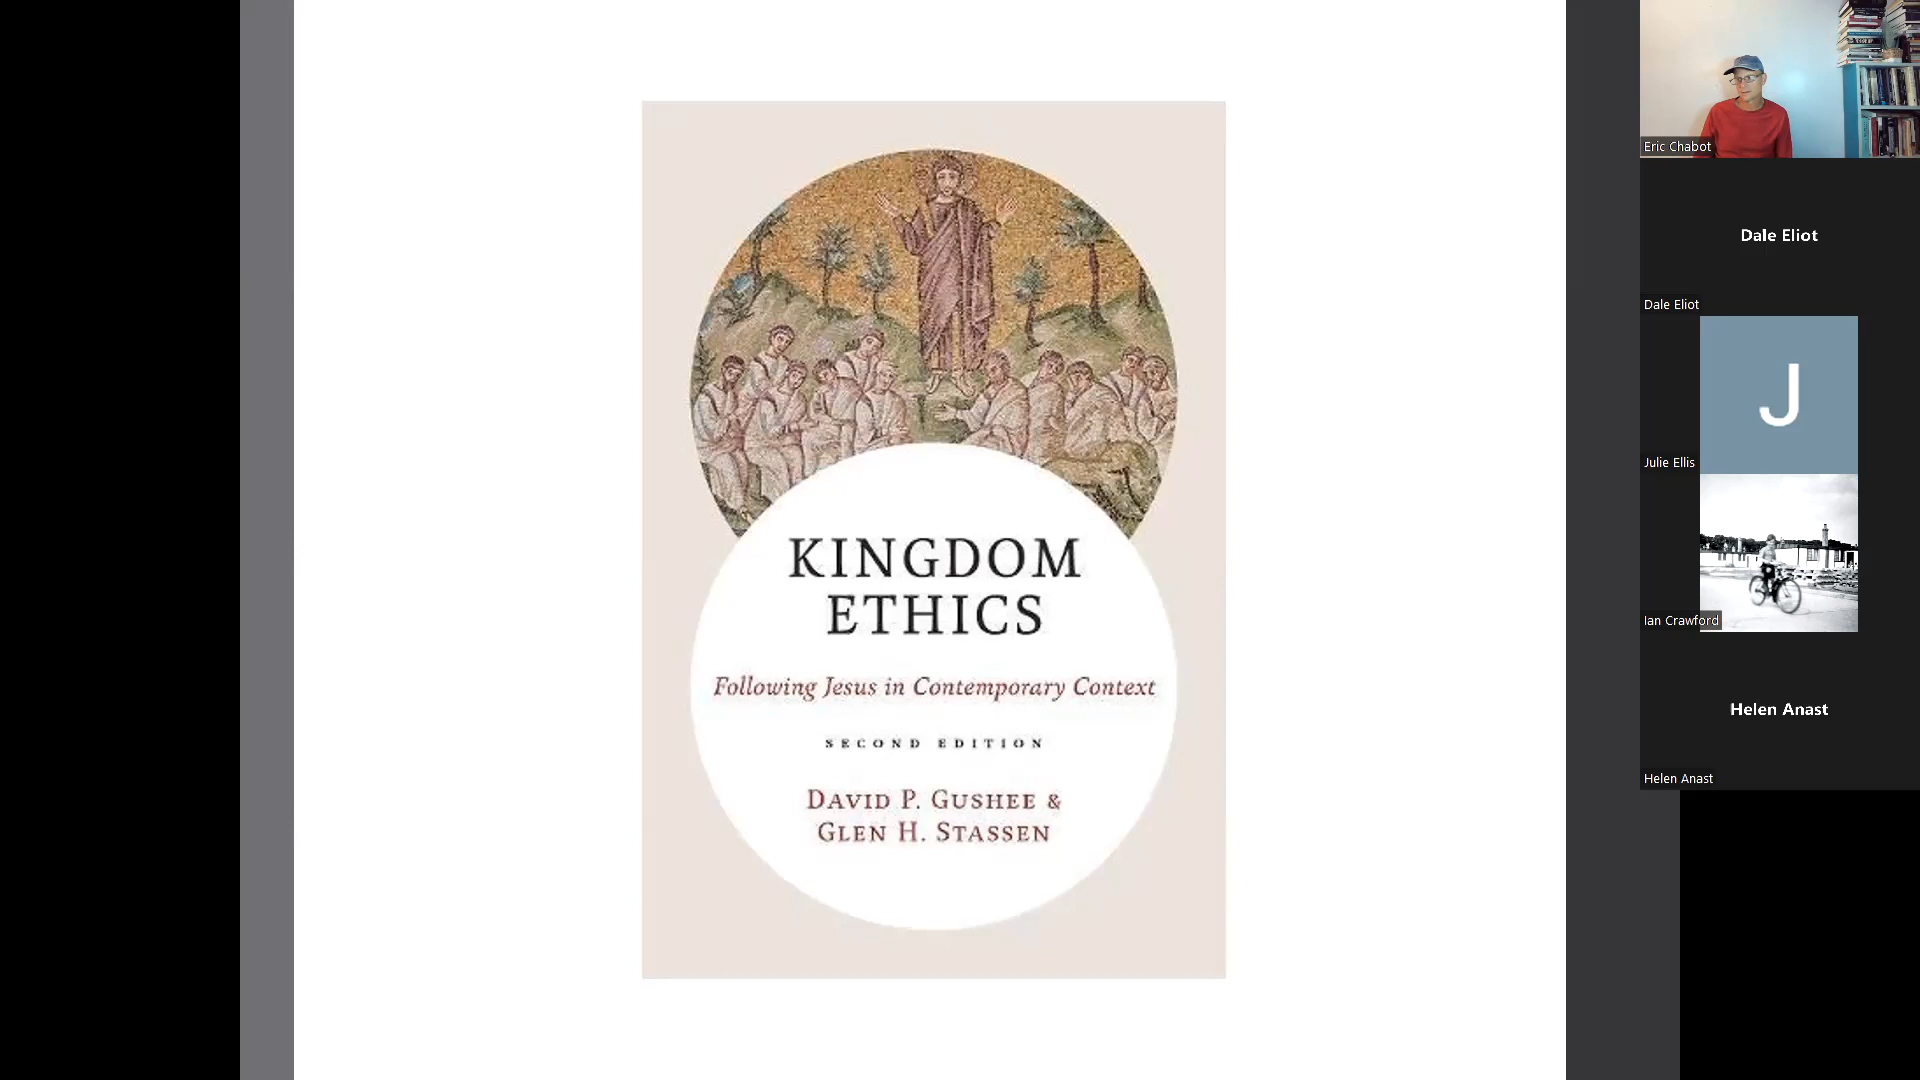 KINGDOM
ETHICS
Following Jesus in Contemporary Context
SECOND EDITION
DAVID P. GUSHEE &
GLEN H. STASSEN
Eric Chabot
Dale Eliot
Dale Eliot
J
Julie Ellis
Ian Crawford
Helen Anast
Helen Anast